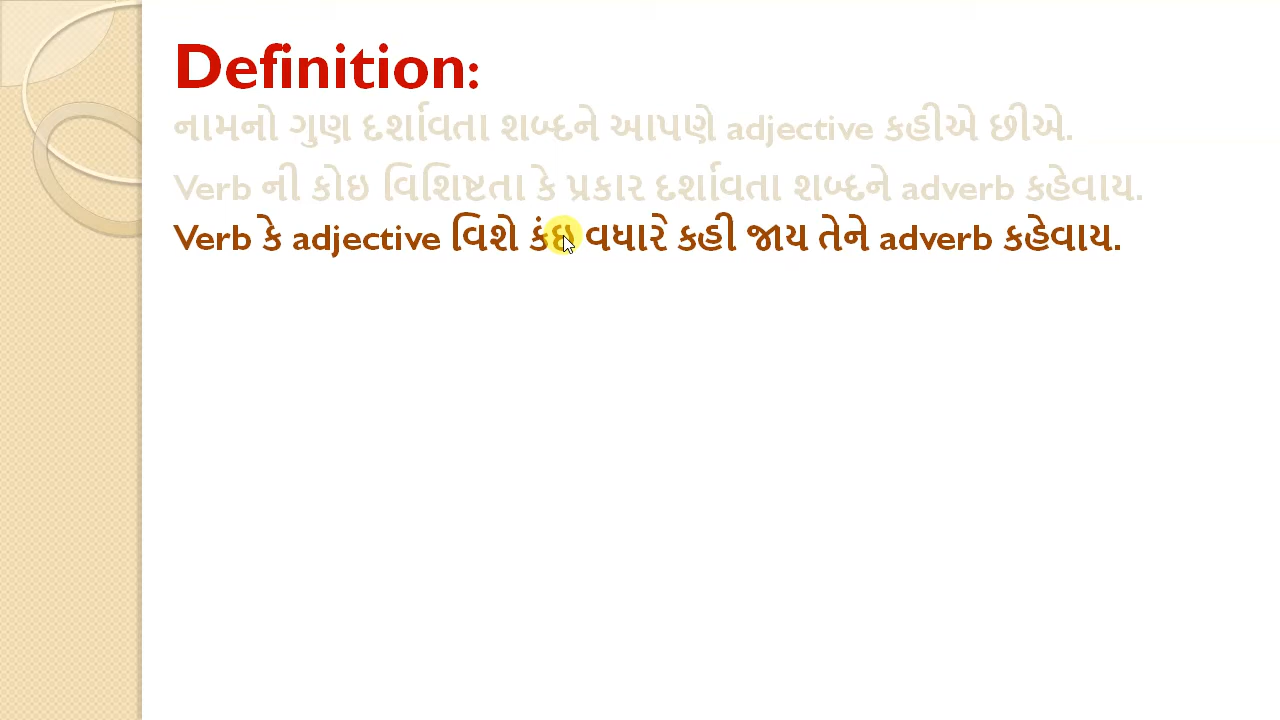 Definition:
નામનો ગુણ દર્શાવતા શબ્દને આપણે adjective કહીએ છીએ.
Verb ની કોઇ વિશિષ્ટતા કે પ્રકાર દર્શાવતા શબ્દને adverb કહેવાય.
Verb કે adjective વિશે કંઇ વધારે કહી જાય તેને adverb કહેવાય.